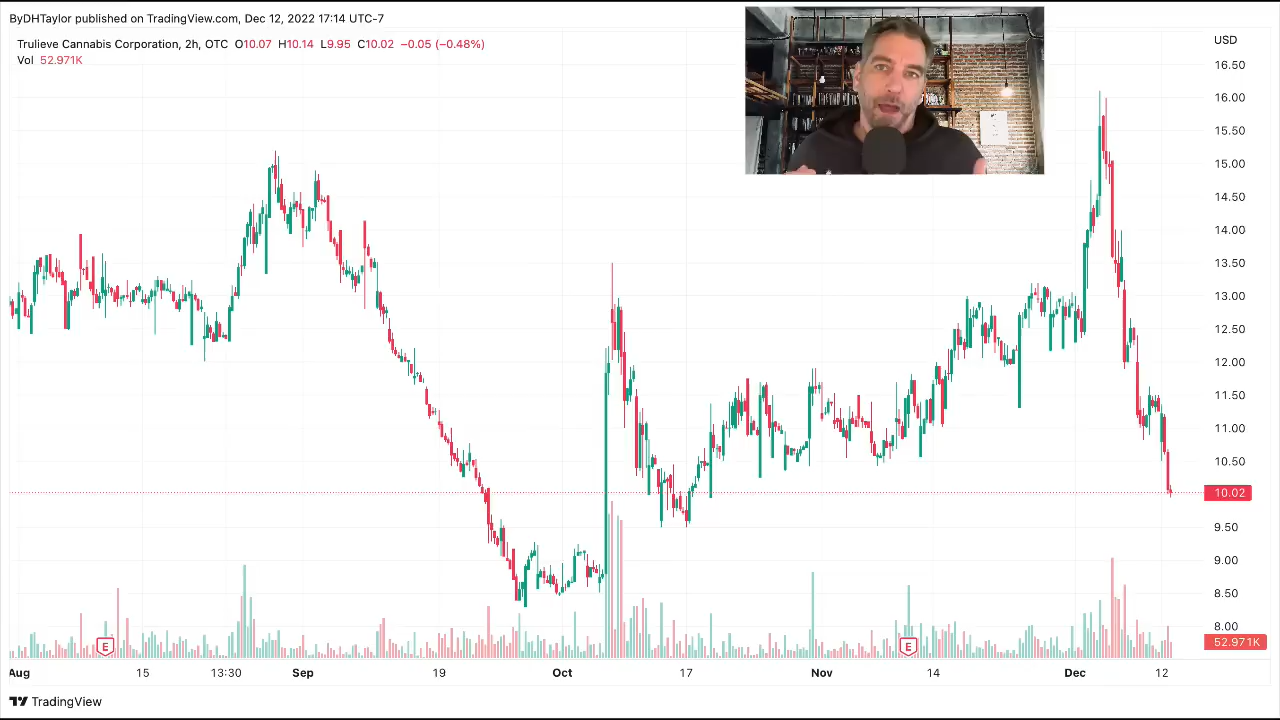 ByDHTaylor published on TradingView.com, Dec 12, 17:14 UTC-7
Cannabis Corporation, 2h, OTC O10.07 H10.14 L9.95 C10.02 −0.05 (−0.48%)
Vol 52.971K
USD
16.50
16.00
15.50
15.00
14.50
14.00
13.50
13.00
12.50
12.00
11.50
11.00
10.50
10.02
9.50
9.00
8.50
8.00
52.971K
E
E
Aug 15 13:30 Sep 19 Oct 17 Nov 14 Dec 12
TradingView